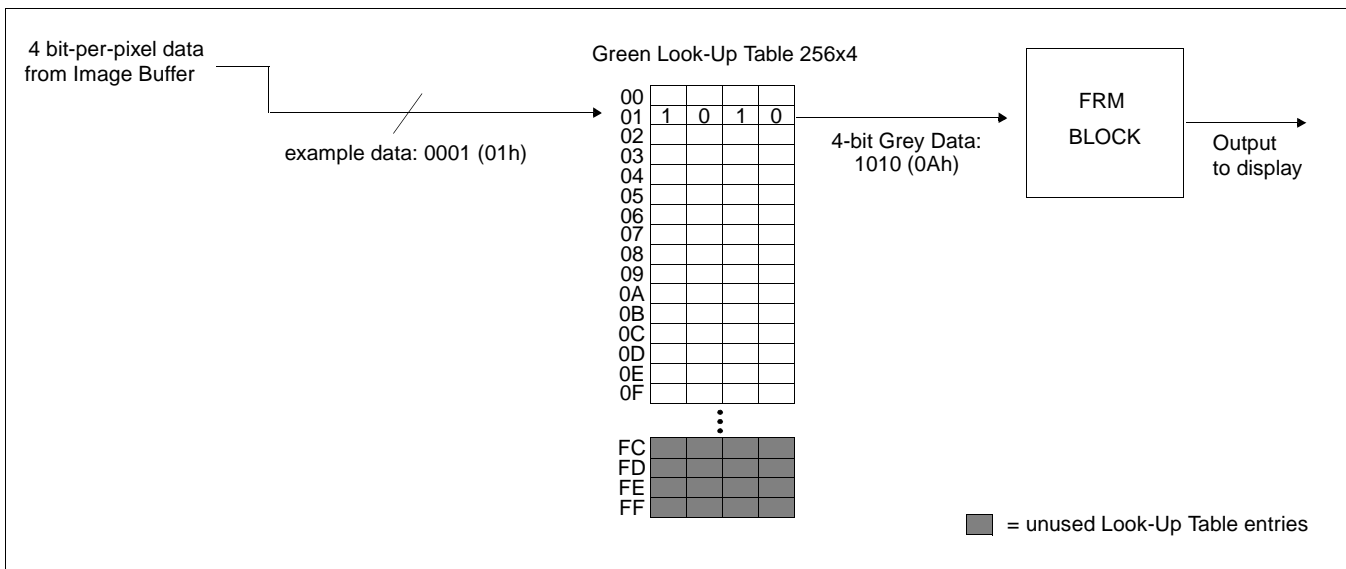 4 bit-per-pixel data
from Image Buffer
Green Look-Up Table 256x4
example data: 0001 (01h)
00
01 1 0 1 0
02
03
04
05
06
07
08
09
0A
0B
0C
0D
0E
0F
FC
FD
FE
FF
4-bit Grey Data:
1010 (0Ah)
FRM
BLOCK
Output
to display
= unused Look-Up Table entries